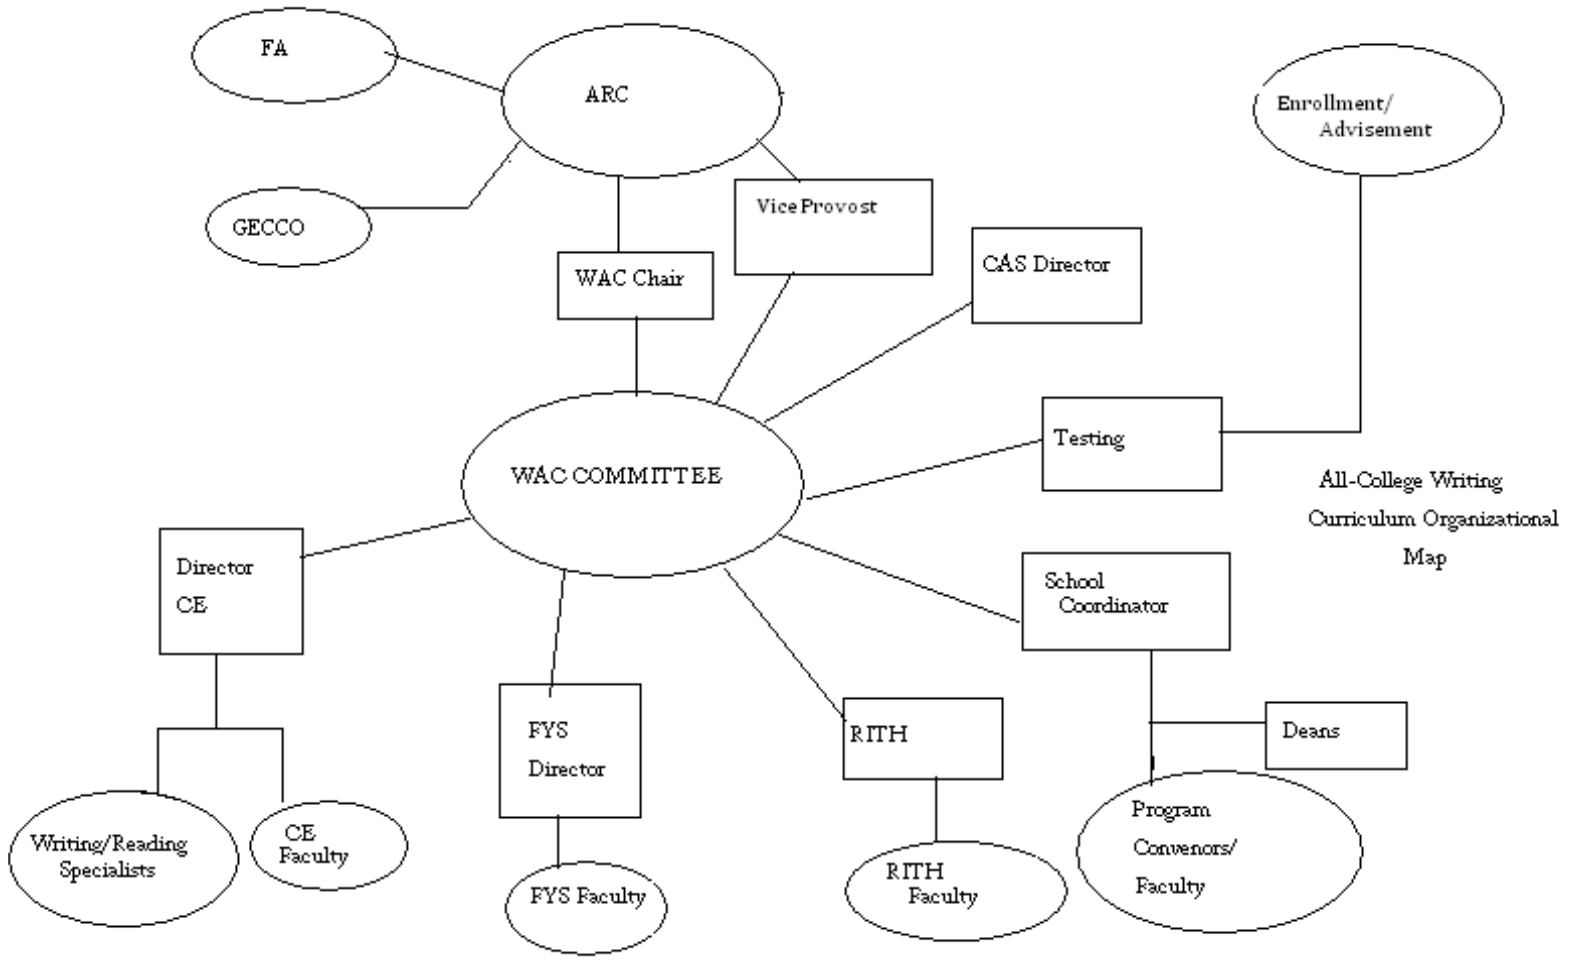 FA
ARC
Enrollment/
Advisement
GECCO
Vice Provost
WAC Chair
CAS Director
Testing
WAC COMMITTEE
All-College Writing
Curriculum Organizational
Map
Director
CE
School
Coordinator
FYS
Director
RITH
Deans
Writing/Reading
Specialists
CE
Faculty
FYS Faculty
RITH
Faculty
Program
Convenors/
Faculty